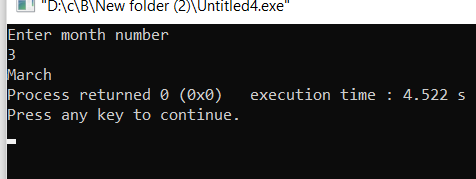 "D:\c\B\New folder (2)\Untitled4.exe"
Enter month number
3
March
Process returned 0 (0x0)   execution time : 4.522 s
Press any key to continue.